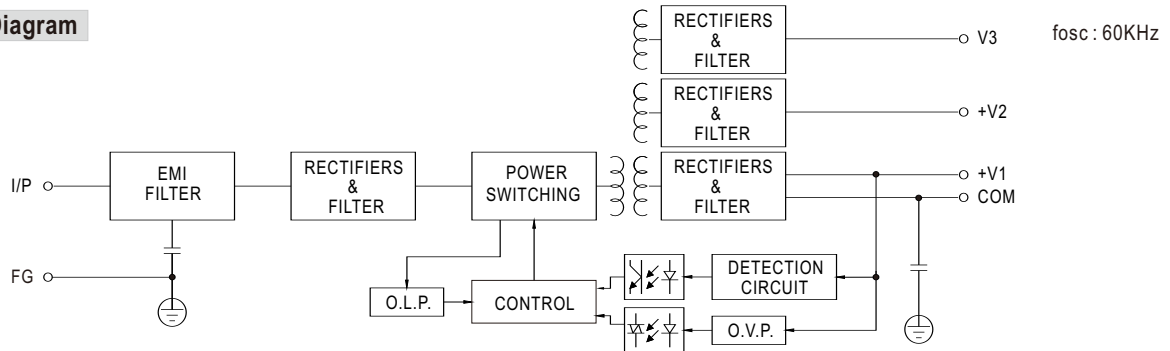 Diagram
RECTIFIERS
&
FILTER
V3
fosc : 60KHz
RECTIFIERS
&
FILTER
+V2
I/P
EMI
FILTER
RECTIFIERS
&
FILTER
POWER
SWITCHING
RECTIFIERS
&
FILTER
+V1
COM
FG
O.L.P.
CONTROL
DETECTION
CIRCUIT
O.V.P.